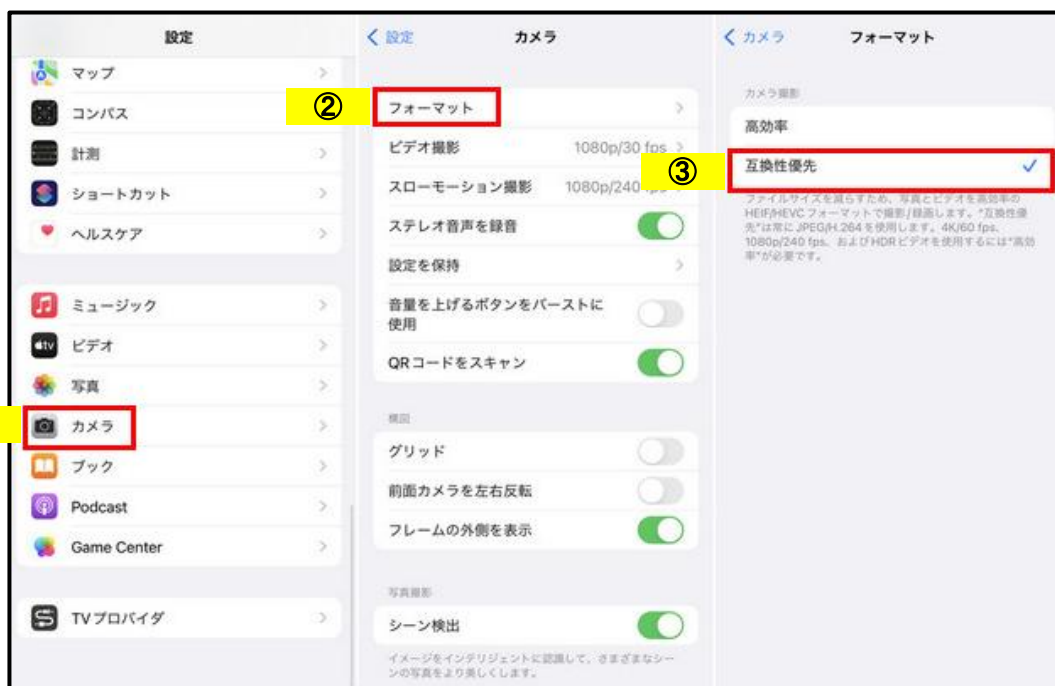 設定
マップ
コンパス
計測
ショートカット
ヘルスケア
ミュージック
tv
ビデオ
写真
カメラ
ブック
Podcast
Game Center
TVプロバイダ
設定
カメラ
②
フォーマット
ビデオ撮影 1080p/30 fps
スローモーション撮影 1080p/240 fps
ステレオ音声を録音
設定を保持
音量を上げるボタンをバーストに
使用
QRコードをスキャン
構図
グリッド
前面カメラを左右反転
フレームの外側を表示
写真撮影
シーン検出
イメージをインテリジェントに認識して、さまざまなシー
ンの写真をより美しくします。
カメラ
フォーマット
カメラ撮影
高効率
③
互換性優先
ファイルサイズを減らすため、写真とビデオを高効率の
HEIF/HEVCフォーマットで撮影/録画します。"互換性優
先"は常にJPEG/H.264を使用します。4K/60 fps、
1080p/240 fps、およびHDRビデオを使用するには"高効
率"が必要です。